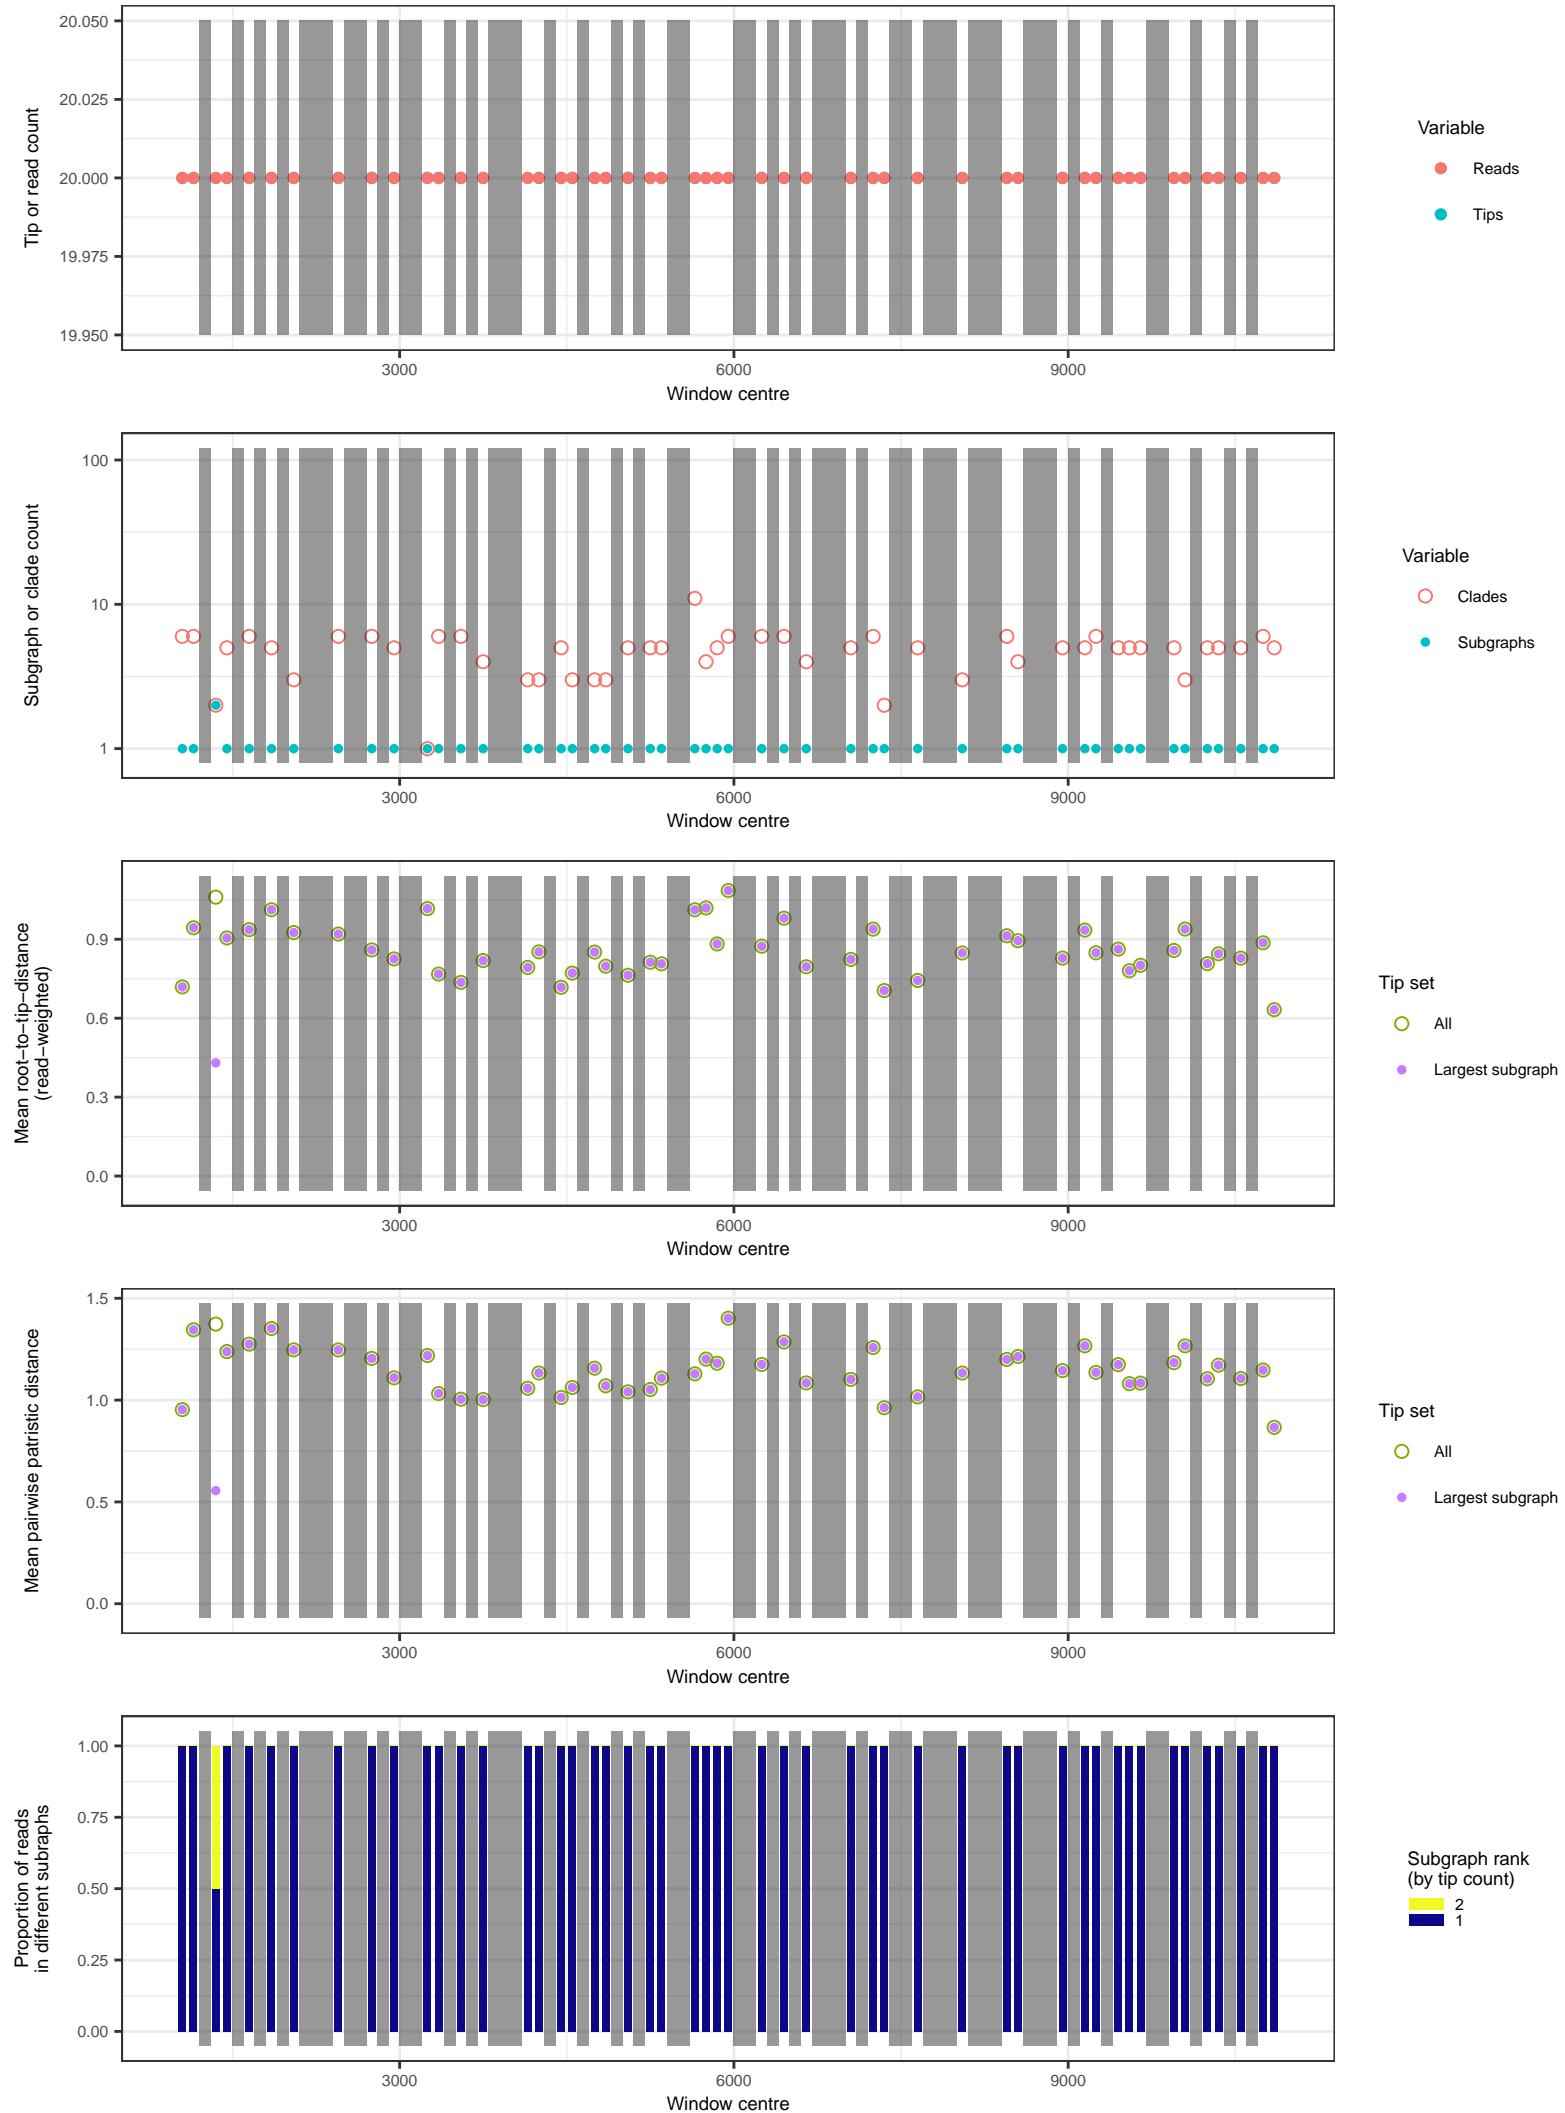 20.050
20.025
20.000
19.975
19.950
Tip or read count
3000
6000
9000
Window centre
Variable
Reads
Tips
100
10
1
Subgraph or clade count
3000
6000
9000
Window centre
Variable
Clades
Subgraphs
0.9
0.6
0.3
0.0
Mean root−to−tip−distance
(read−weighted)
3000
6000
9000
Window centre
Tip set
All
Largest subgraph
1.5
1.0
0.5
0.0
Mean pairwise patristic distance
3000
6000
9000
Window centre
Tip set
All
Largest subgraph
1.00
0.75
0.50
0.25
0.00
Proportion of reads
in different subraphs
3000
6000
9000
Window centre
Subgraph rank
(by tip count)
2
1